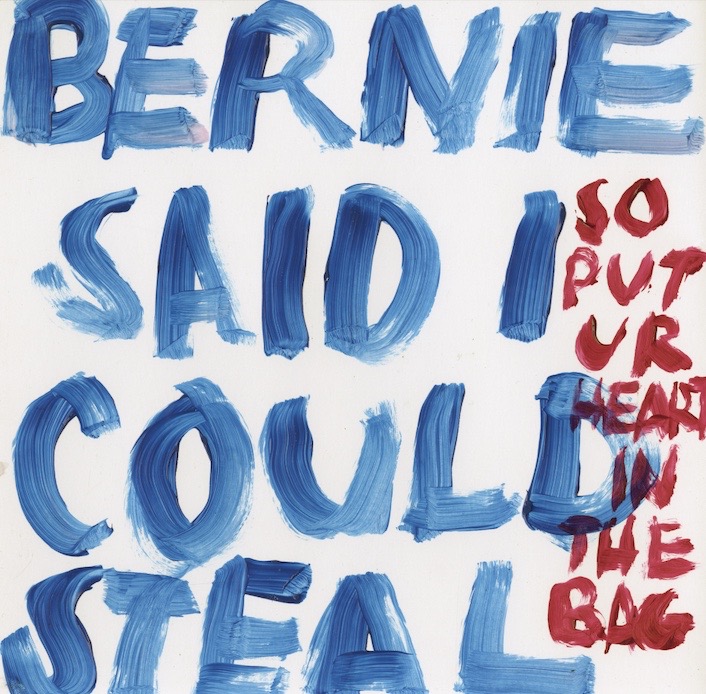 BERNIE
SAID I
COULD
STEAL
SO
PUT
UR
HEART
IN
THE
BAG